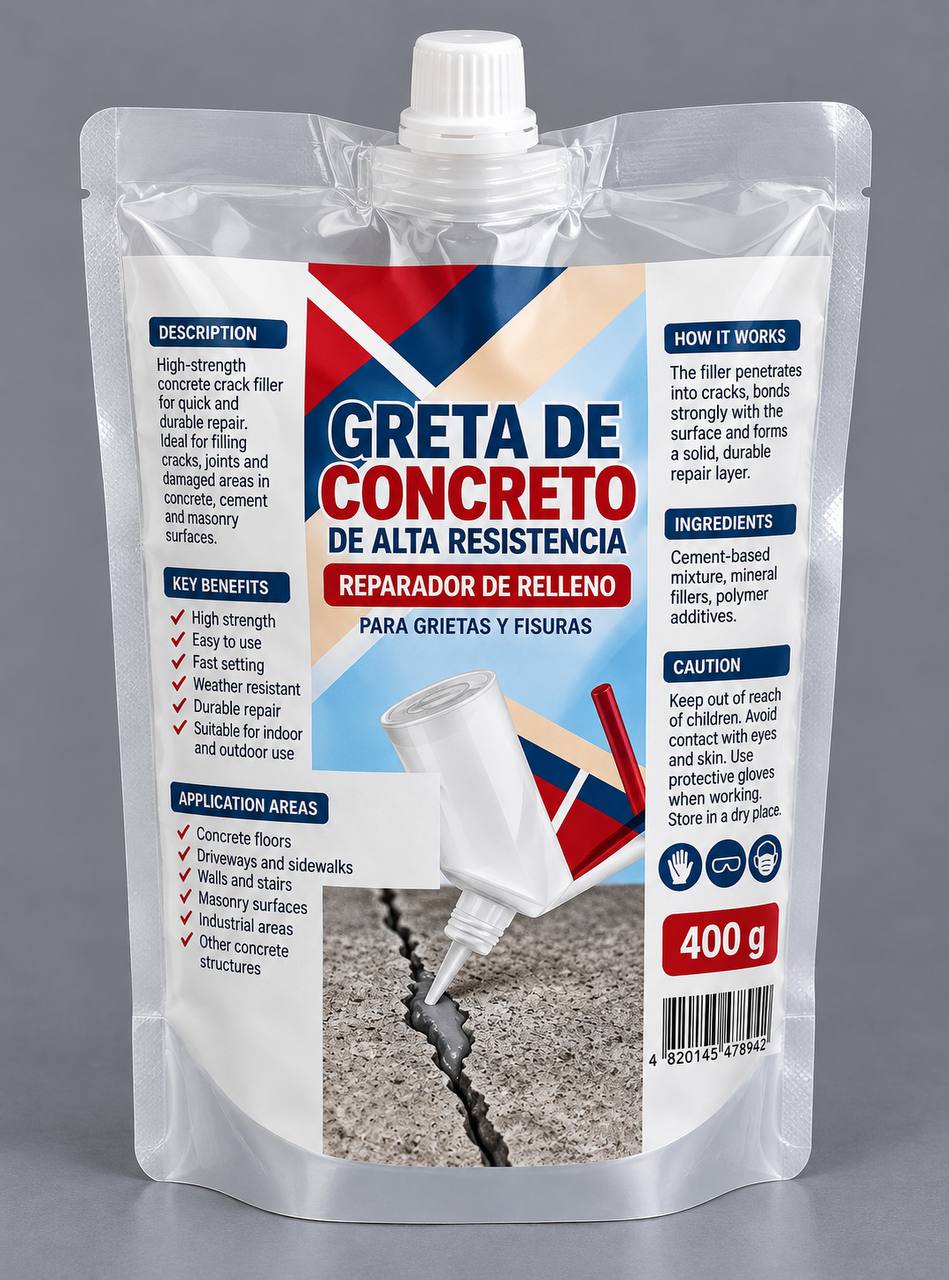 DESCRIPTION
High-strength
concrete crack filler
for quick and
durable repair.
Ideal for filling
cracks, joints and
damaged areas in
concrete, cement
and masonry
surfaces.
KEY BENEFITS
High strength
Easy to use
Fast setting
Weather resistant
Durable repair
Suitable for indoor
and outdoor use
APPLICATION AREAS
Concrete floors
Driveways and sidewalks
Walls and stairs
Masonry surfaces
Industrial areas
Other concrete
structures
GRETA DE
CONCRETO
DE ALTA RESISTENCIA
REPARADOR DE RELLENO
PARA GRIETAS Y FISURAS
HOW IT WORKS
The filler penetrates
into cracks, bonds
strongly with the
surface and forms
a solid, durable
repair layer.
INGREDIENTS
Cement-based
mixture, mineral
fillers, polymer
additives.
CAUTION
Keep out of reach
of children. Avoid
contact with eyes
and skin. Use
protective gloves
when working.
Store in a dry place.
400 g
4 820145 478942